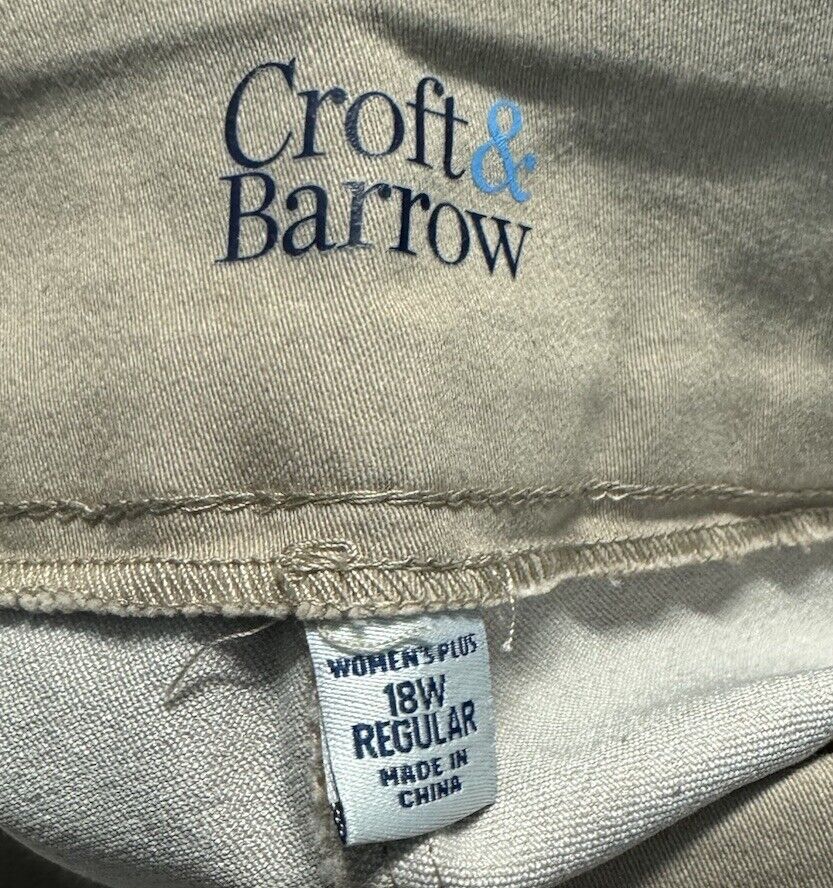 Croft &
Barrow
WOMEN'S PLUS
18W
REGULAR
MADE IN
CHINA